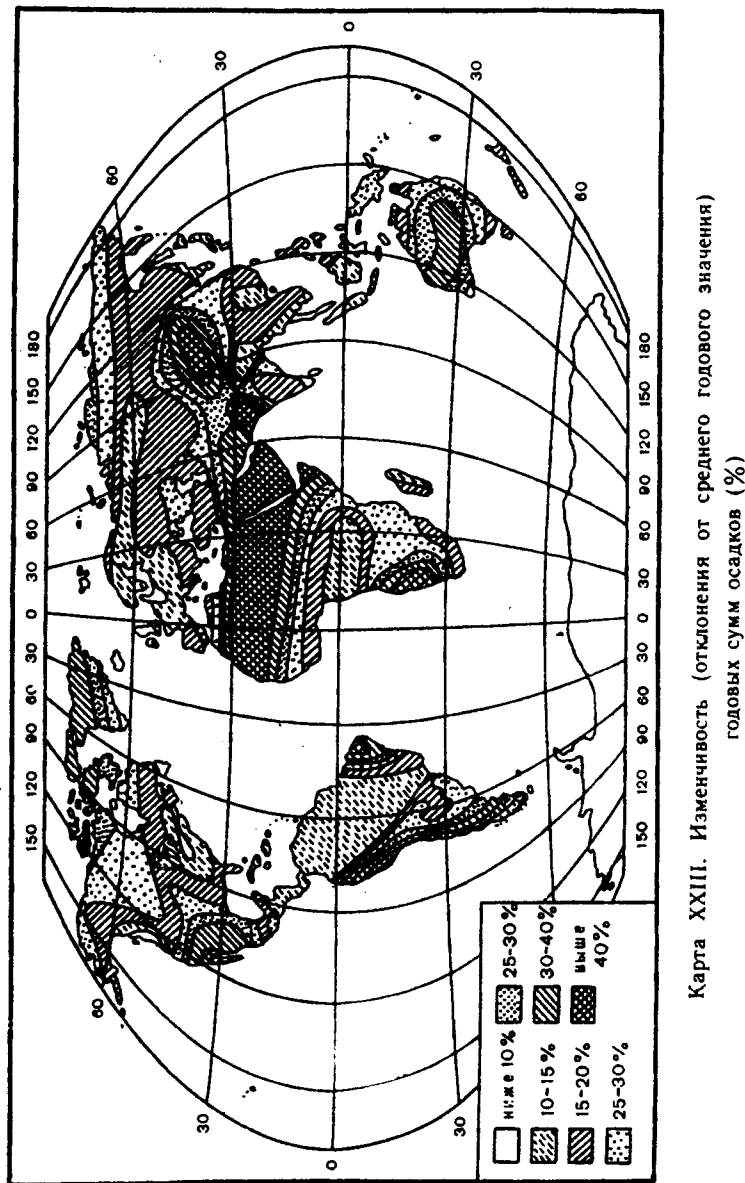 150 120 90 60 30 0 30 60 90 120 150 180
60 60
30 30
0 0
30 30
60
150 120 90 60 30 0 30 60 90 120 150 180
ниже 10% 25-30%
10-15% 30-40%
15-20% выше
40%
25-30%
Карта XXIII. Изменчивость (отклонения от среднего годового значения)
годовых сумм осадков (%)